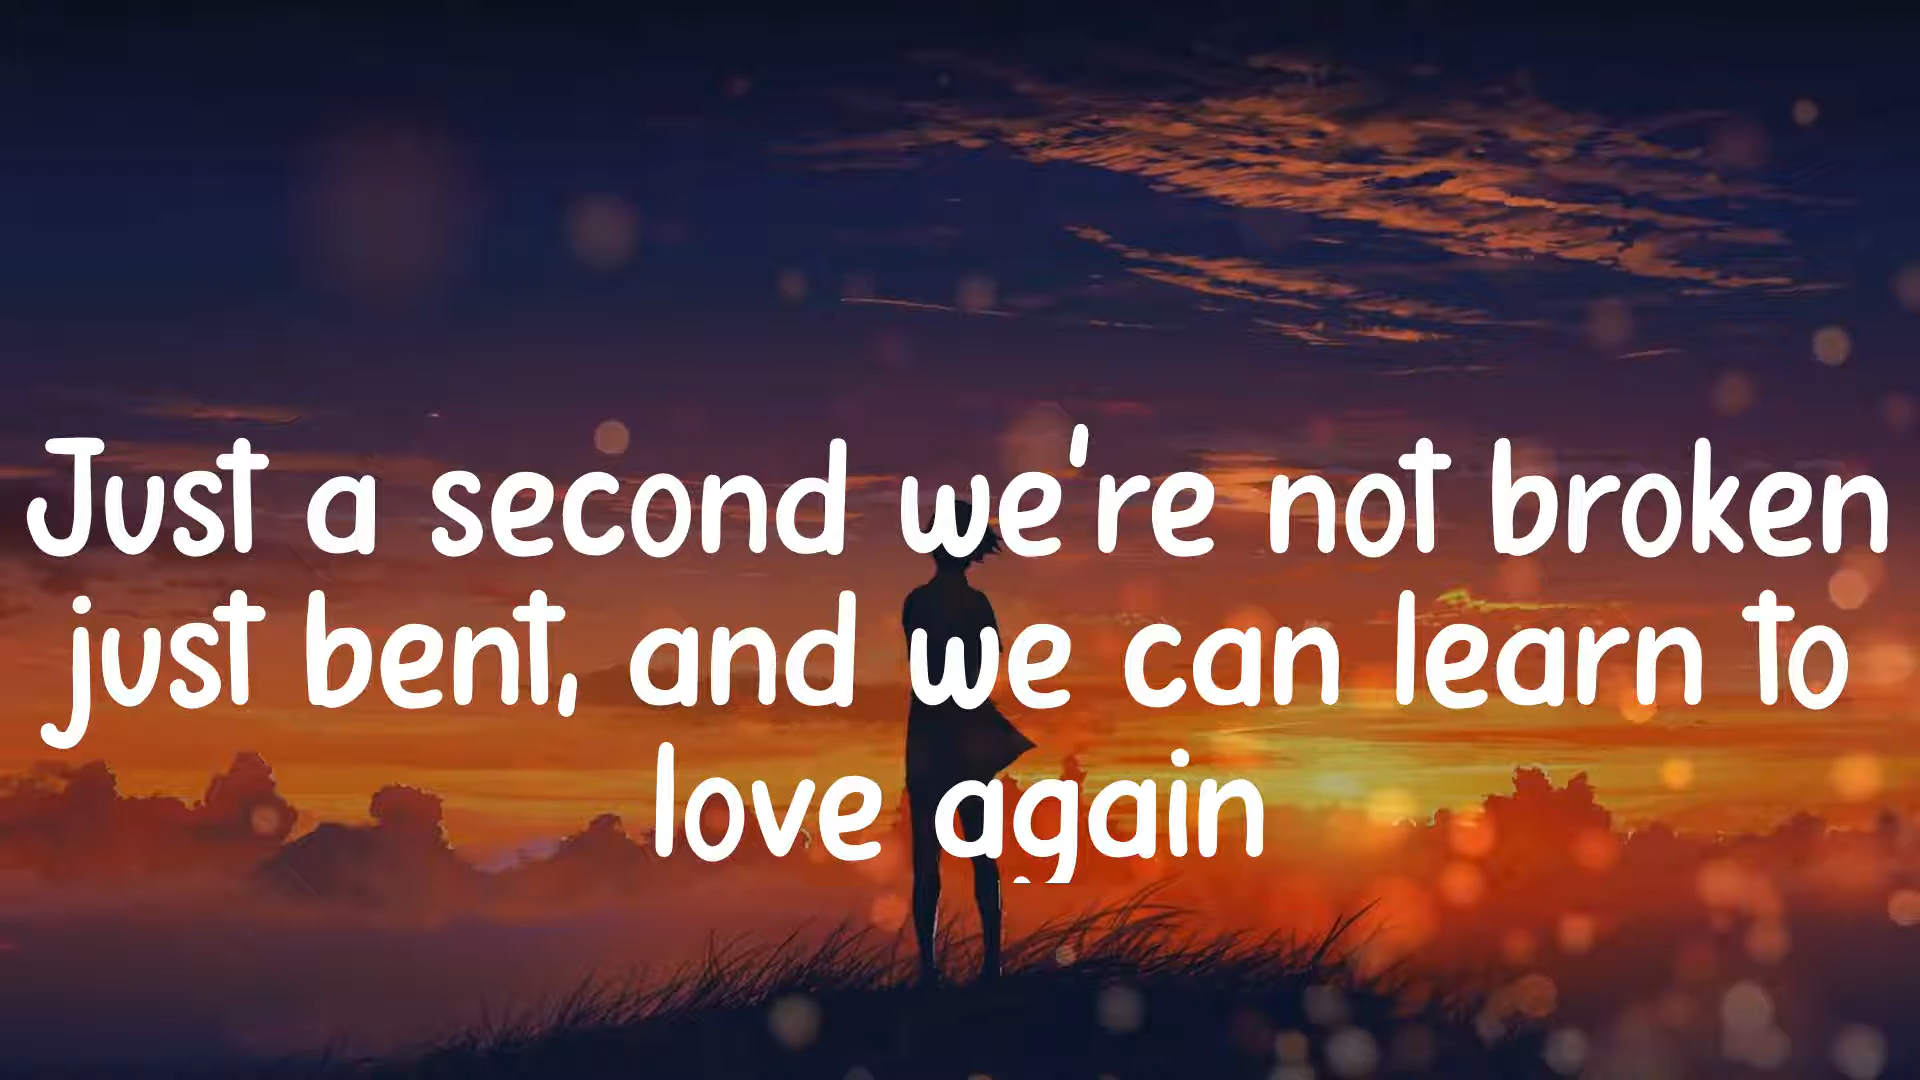 Just a second we're not broken
just bent, and we can learn to
love again